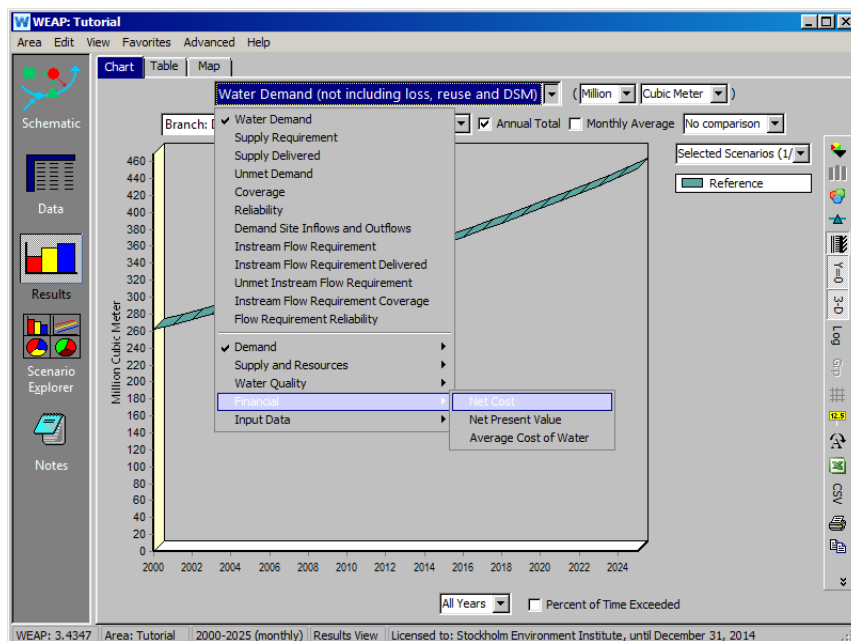 WEAP: Tutorial
Area Edit View Favorites Advanced Help
Chart Table Map
Water Demand (not including loss, reuse and DSM) ( Million Cubic Meter )
Branch: Annual Total Monthly Average No comparison
Selected Scenarios (1/
Reference
Schematic
Data
Results
Scenario
Explorer
Notes
Water Demand
Supply Requirement
Supply Delivered
Unmet Demand
Coverage
Reliability
Demand Site Inflows and Outflows
Instream Flow Requirement
Instream Flow Requirement Delivered
Unmet Instream Flow Requirement
Instream Flow Requirement Coverage
Flow Requirement Reliability
Demand
Supply and Resources
Water Quality
Financial
Input Data
Net Cost
Net Present Value
Average Cost of Water
Million Cubic Meter
460
440
420
400
380
360
340
320
300
280
260
240
220
200
180
160
140
120
100
80
60
40
20
0
2000 2002 2004 2006 2008 2010 2012 2014 2016 2018 2020 2022 2024
Y=0
3-D
Log
Grp
12.5
A
CSV
All Years Percent of Time Exceeded
WEAP: 3.4347 Area: Tutorial 2000-2025 (monthly) Results View Licensed to: Stockholm Environment Institute, until December 31, 2014